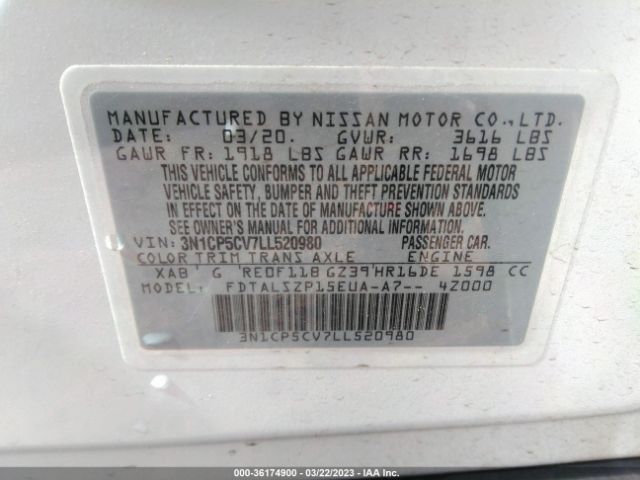 MANUFACTURED BY NISSAN MOTOR CO., LTD.
DATE: 03/20. GVWR: 3616 LBS
GAWR FR: 1918 LBS GAWR RR: 1698 LBS
THIS VEHICLE CONFORMS TO ALL APPLICABLE FEDERAL MOTOR
VEHICLE SAFETY, BUMPER AND THEFT PREVENTION STANDARDS
IN EFFECT ON THE DATE OF MANUFACTURE SHOWN ABOVE.
SEE OWNER'S MANUAL FOR ADDITIONAL INFORMATION.
VIN: 3N1CP5CV7LL520980 PASSENGER CAR.
COLOR TRIM TRANS AXLE ENGINE
XAB G RE0F11B GZ39 HR16DE 1598 CC
MODEL: FDTALSZP15EUA-A7-- 4Z000
3N1CP5CV7LL520980
000-36174900 - 03/22/2023 - IAA Inc.